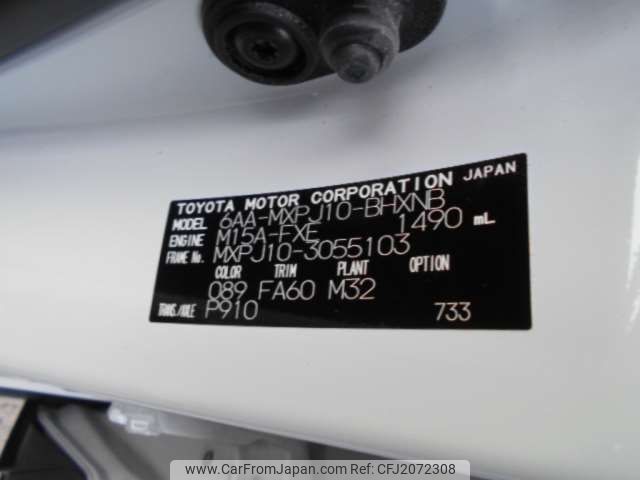 TOYOTA MOTOR CORPORATION JAPAN
MODEL 6AA-MXPJ10-BHXNB
ENGINE M15A-FXE 1490 mL
FRAME No. MXPJ10-3055103
COLOR TRIM PLANT OPTION
089 FA60 M32
TRANS./AXLE P910 733
www.CarFromJapan.com | Ref.No: CFJ2072308